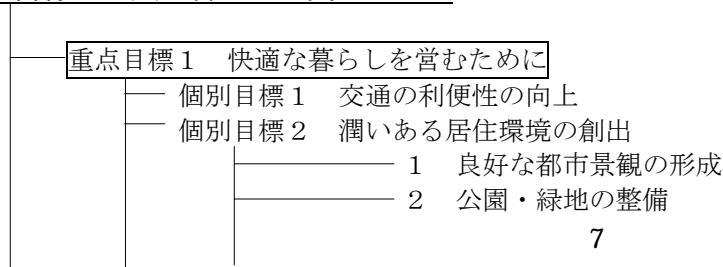 重点目標１　快適な暮らしを営むために
個別目標１　交通の利便性の向上
個別目標２　潤いある居住環境の創出
１　良好な都市景観の形成
２　公園・緑地の整備
7